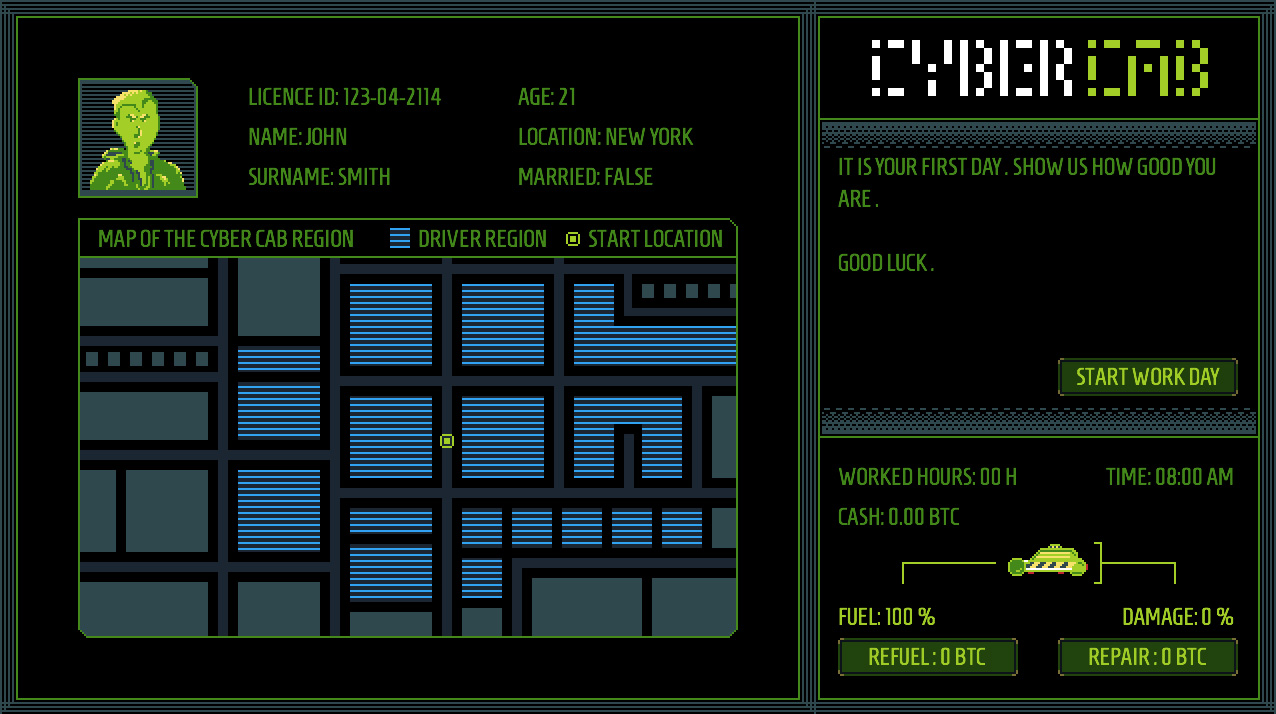 LICENCE ID: 123-04-2114
AGE: 21
NAME: JOHN
LOCATION: NEW YORK
SURNAME: SMITH
MARRIED: FALSE
MAP OF THE CYBER CAB REGION
DRIVER REGION
START LOCATION
CYBER CAB
IT IS YOUR FIRST DAY. SHOW US HOW GOOD YOU
ARE.
GOOD LUCK.
START WORK DAY
WORKED HOURS: 00 H
TIME: 08:00 AM
CASH: 0.00 BTC
FUEL: 100 %
DAMAGE: 0 %
REFUEL: 0 BTC
REPAIR: 0 BTC